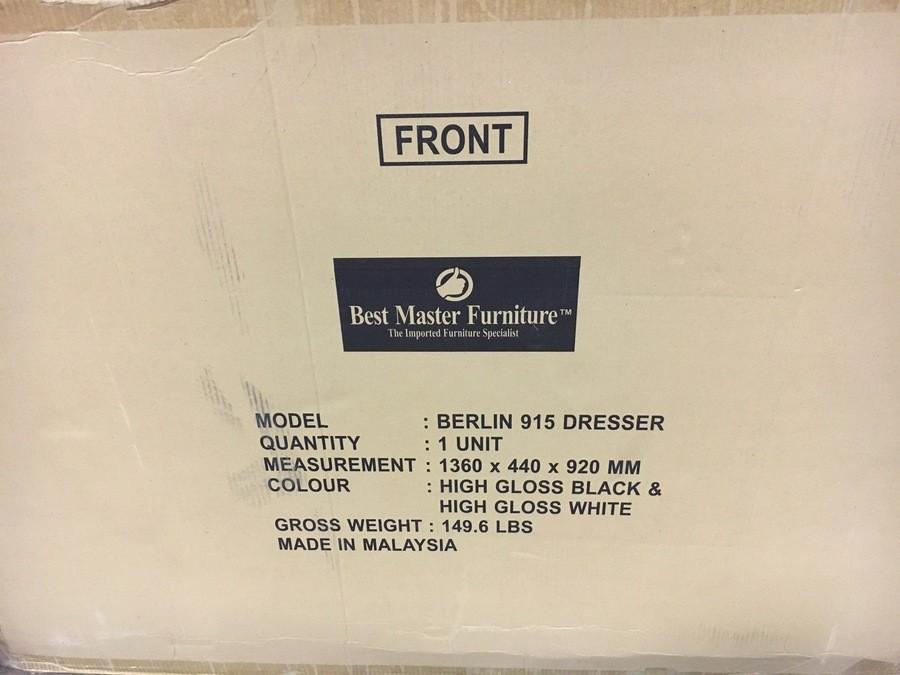 FRONT
Best Master Furniture™
The Imported Furniture Specialist
MODEL : BERLIN 915 DRESSER
QUANTITY : 1 UNIT
MEASUREMENT : 1360 x 440 x 920 MM
COLOUR : HIGH GLOSS BLACK &
HIGH GLOSS WHITE
GROSS WEIGHT : 149.6 LBS
MADE IN MALAYSIA